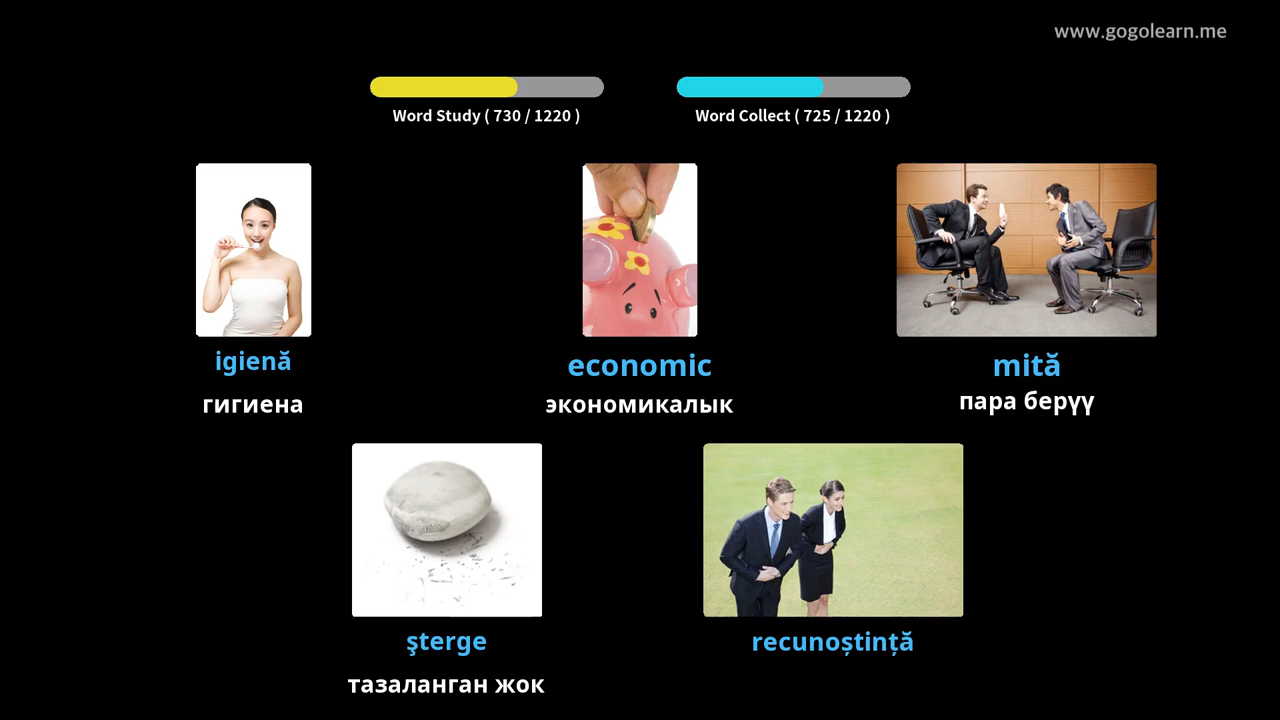 www.gogolearn.me
Word Study ( 730 / 1220 )
Word Collect ( 725 / 1220 )
igienă
economic
mită
гигиена
экономикалык
пара берүү
şterge
recunoștință
тазаланган жок